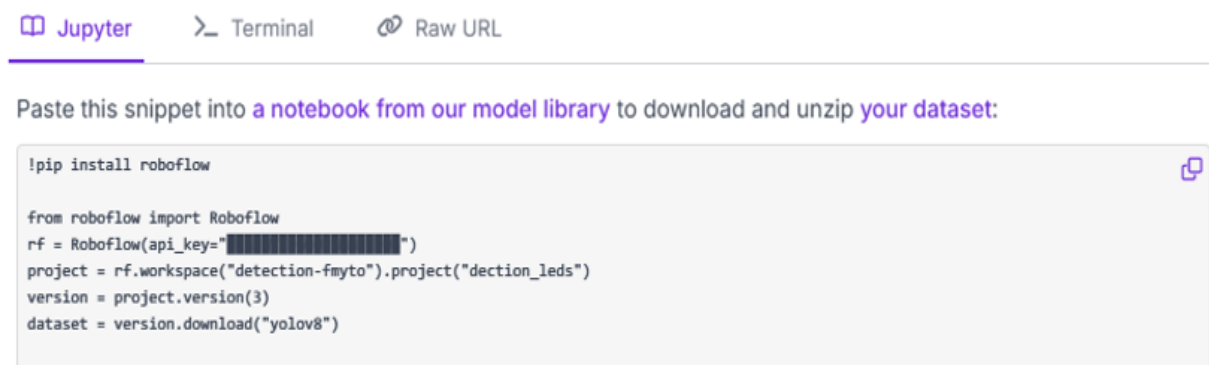 Jupyter Terminal Raw URL
Paste this snippet into a notebook from our model library to download and unzip your dataset:
!pip install roboflow
from roboflow import Roboflow
rf = Roboflow(api_key="███████████████████")
project = rf.workspace("detection-fmyto").project("dection_leds")
version = project.version(3)
dataset = version.download("yolov8")